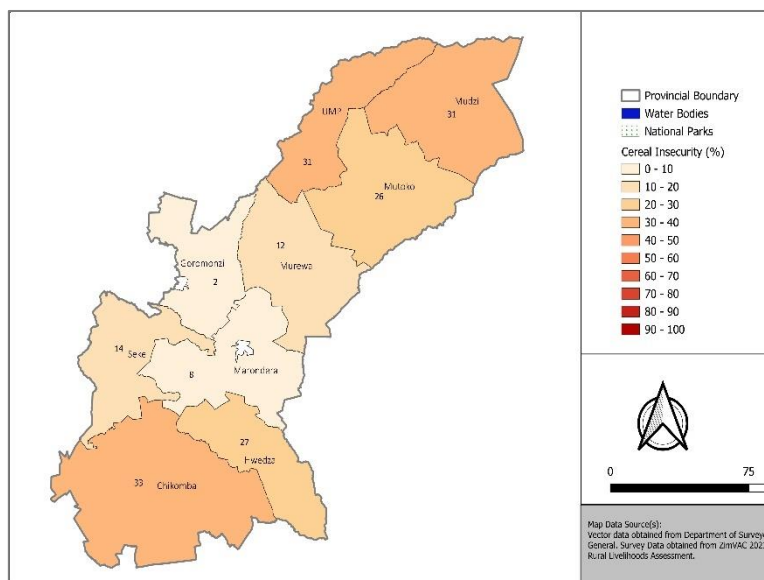 UMP
31
Mudzi
31
Mutoko
26
12
Murewa
Goromonzi
2
14
Seke
8
Marondera
27
Hwedza
33
Chikomba
Provincial Boundary
Water Bodies
National Parks
Cereal Insecurity (%)
0 - 10
10 - 20
20 - 30
30 - 40
40 - 50
50 - 60
60 - 70
70 - 80
80 - 90
90 - 100
0 75
Map Data Source(s):
Vector data obtained from Department of Surveyo
General. Survey Data obtained from ZimVAC 202
Rural Livelihoods Assessment.